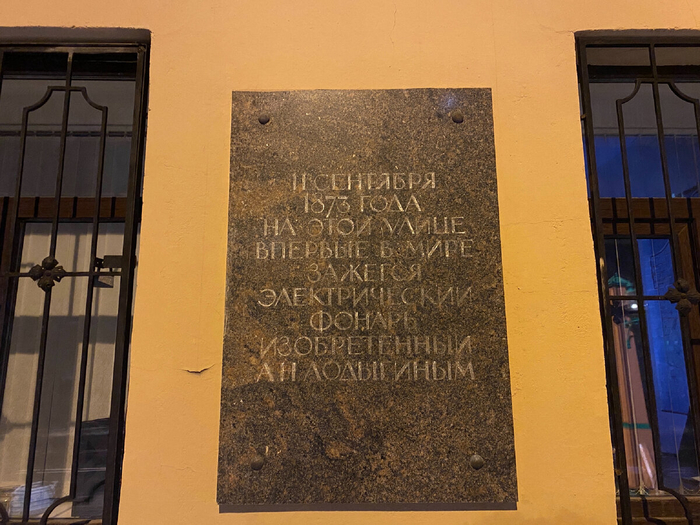 11 СЕНТЯБРЯ
1873 ГОДА
НА ЭТОЙ УЛИЦЕ
ВПЕРВЫЕ В МИРЕ
ЗАЖЕГСЯ
ЭЛЕКТРИЧЕСКИЙ
ФОНАРЬ
ИЗОБРЕТЕННЫЙ
А Н ЛОДЫГИНЫМ